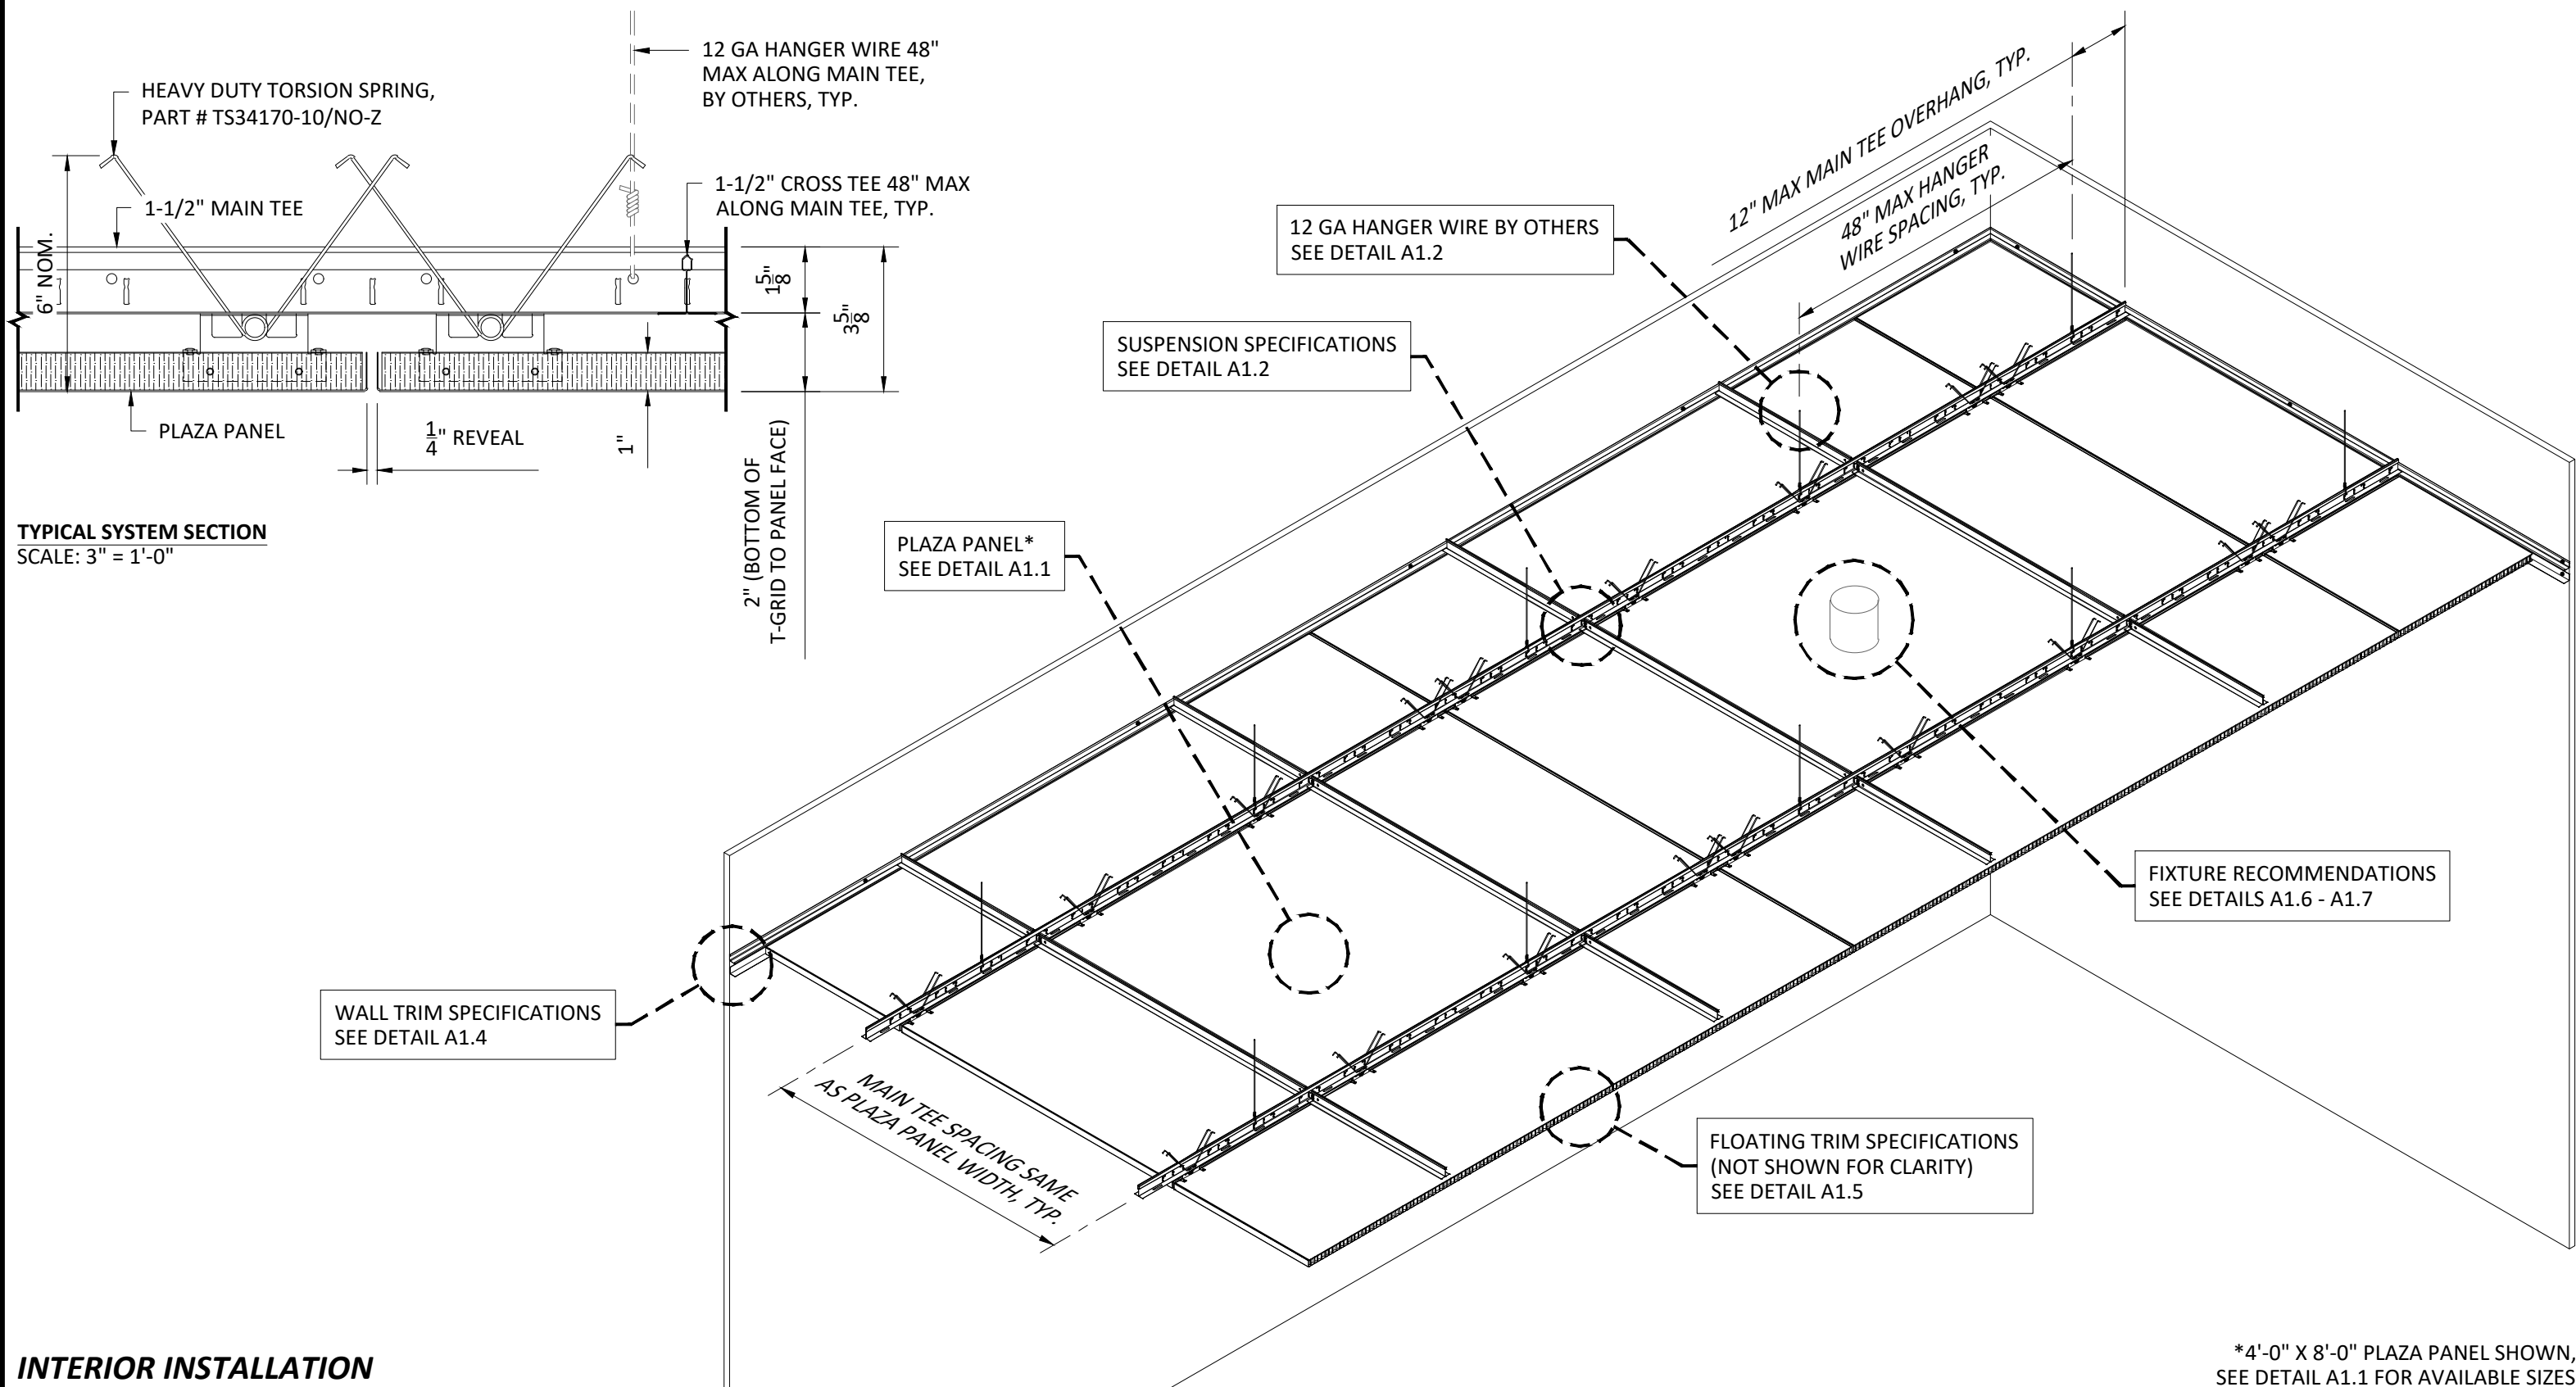 HEAVY DUTY TORSION SPRING,
PART # TS34170-10/NO-Z
12 GA HANGER WIRE 48"
MAX ALONG MAIN TEE,
BY OTHERS, TYP.
1-1/2" MAIN TEE
1-1/2" CROSS TEE 48" MAX
ALONG MAIN TEE, TYP.
6" NOM.
1 5/8"
3 5/8"
PLAZA PANEL
1/4" REVEAL
1"
2" (BOTTOM OF
T-GRID TO PANEL FACE)
TYPICAL SYSTEM SECTION
SCALE: 3" = 1'-0"
12" MAX MAIN TEE OVERHANG, TYP.
48" MAX HANGER
WIRE SPACING, TYP.
12 GA HANGER WIRE BY OTHERS
SEE DETAIL A1.2
SUSPENSION SPECIFICATIONS
SEE DETAIL A1.2
PLAZA PANEL*
SEE DETAIL A1.1
FIXTURE RECOMMENDATIONS
SEE DETAILS A1.6 - A1.7
WALL TRIM SPECIFICATIONS
SEE DETAIL A1.4
MAIN TEE SPACING SAME
AS PLAZA PANEL WIDTH, TYP.
FLOATING TRIM SPECIFICATIONS
(NOT SHOWN FOR CLARITY)
SEE DETAIL A1.5
INTERIOR INSTALLATION
*4'-0" X 8'-0" PLAZA PANEL SHOWN,
SEE DETAIL A1.1 FOR AVAILABLE SIZES